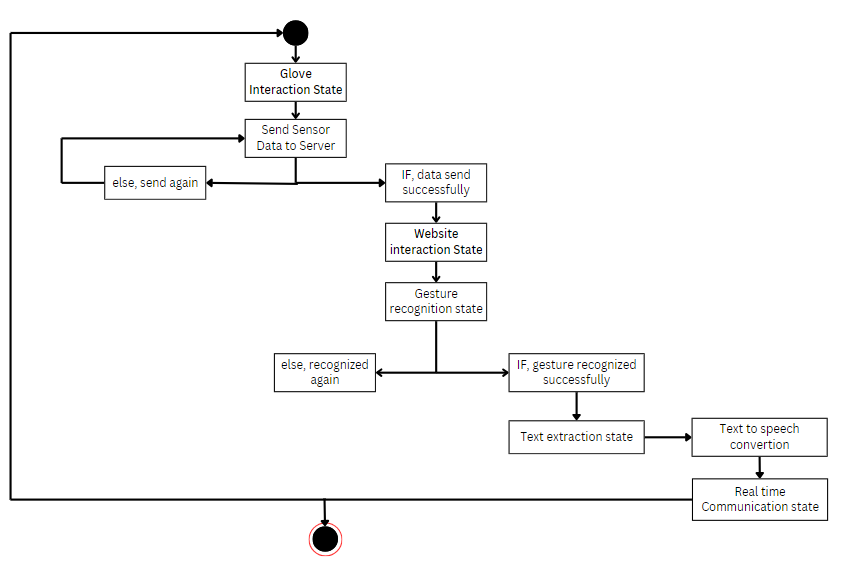 Glove
Interaction State
Send Sensor
Data to Server
else, send again
IF, data send
successfully
Website
interaction State
Gesture
recognition state
else, recognized
again
IF, gesture recognized
successfully
Text extraction state
Text to speech
convertion
Real time
Communication state